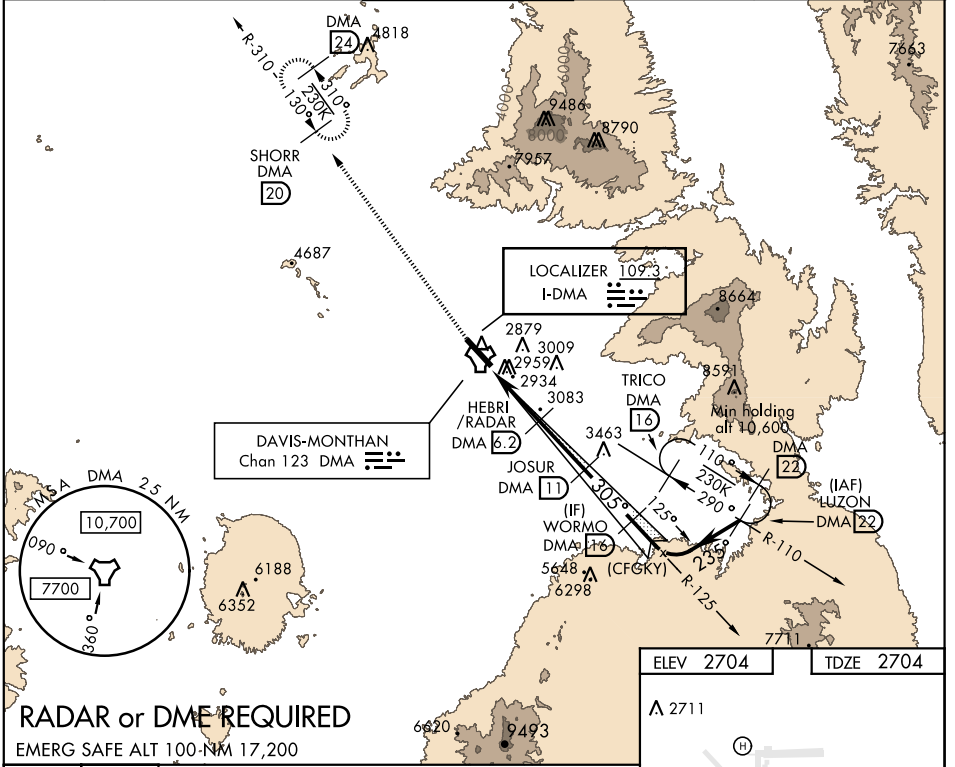 R-310
DMA
24
4818
310°
230K
130°
SHORR
DMA
20
6000
9486
8000
8790
7957
7663
4687
LOCALIZER 109.3
I-DMA
8664
8591
2879
3009
2959
2934
3083
HEBRI
/RADAR
DMA 6.2
TRICO
DMA
16
Min holding
alt 10,600
DMA
22
3463
110°
230K
290°
DAVIS-MONTHAN
Chan 123 DMA
JOSUR
DMA 11
305°
125°
(IAF)
LUZON
DMA 22
(IF)
WORMO
DMA 16
235°
R-110
(CFGKY)
R-125
5648
6298
MSA DMA 25 NM
10,700
090°
7700
360°
6188
6352
7711
ELEV 2704
TDZE 2704
2711
H
RADAR or DME REQUIRED
EMERG SAFE ALT 100 NM 17,200
6620
9493